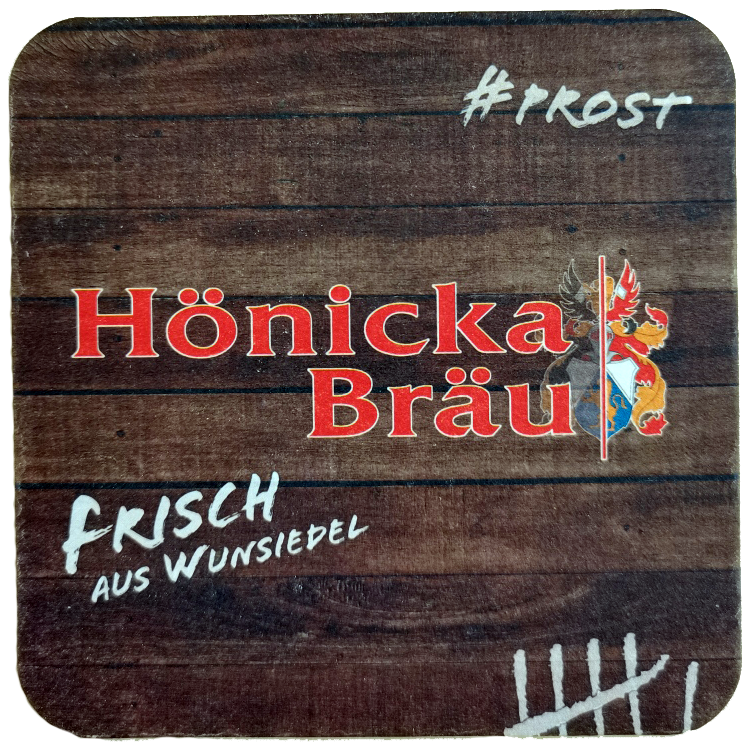 #PROST
Hönicka
Bräu
FRISCH
AUS WUNSIEDEL